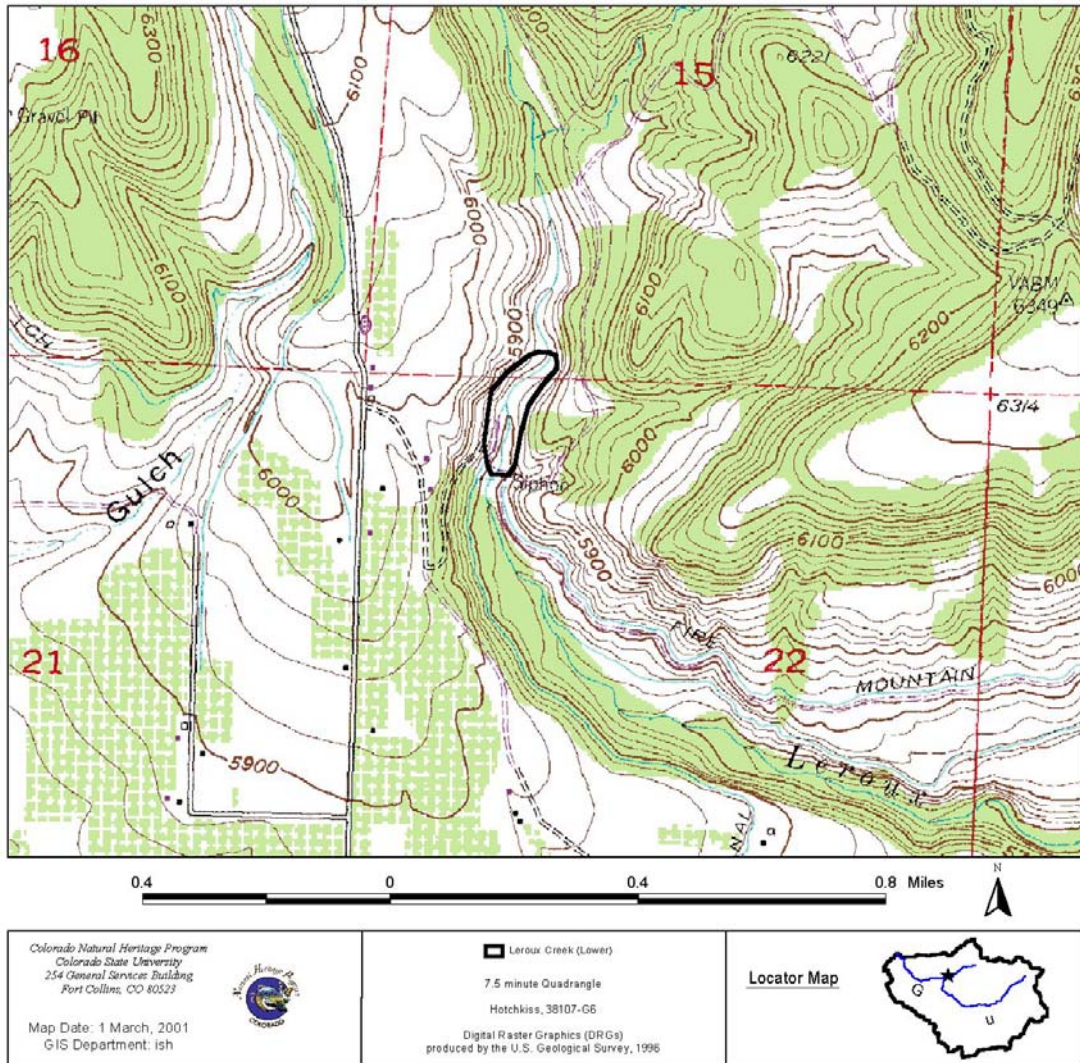 16
6300
6100
15
6221
Gravel Pit
6000
6100
6100
VABM
6349
6200
5900
6314
6000
Siphon
Gulch
6000
6100
5900
6000
FIRE
21
22
MOUNTAIN
5900
Leroux
NAL
0.4 0 0.4 0.8 Miles
N
Colorado Natural Heritage Program
Colorado State University
254 General Services Building
Fort Collins, CO 80523
Map Date: 1 March, 2001
GIS Department: ish
COLORADO
Leroux Creek (Lower)
7.5 minute Quadrangle
Hotchkiss, 38107-G6
Digital Raster Graphics (DRGs)
produced by the U.S. Geological Survey, 1996
Locator Map
G
u